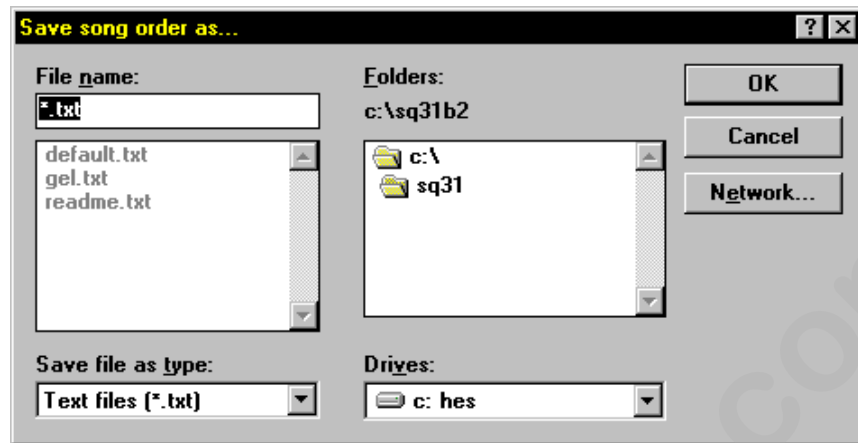 Save song order as...
File name:
*.txt
default.txt
gel.txt
readme.txt
Save file as type:
Text files (*.txt)
Folders:
c:\sq31b2
c:\
sq31
Drives:
c: hes
OK
Cancel
Network...